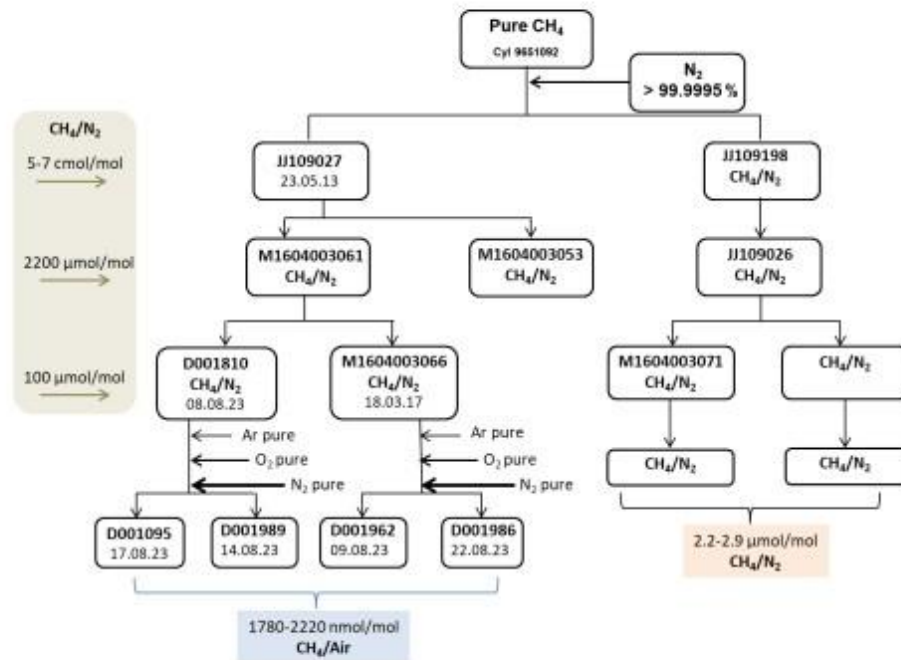 Pure CH₄
Cyl 9651092
N₂
> 99.9995 %
CH₄/N₂
5-7 cmol/mol
2200 µmol/mol
100 µmol/mol
JJ109027
23.05.13
JJ109198
CH₄/N₂
M1604003061
CH₄/N₂
M1604003053
CH₄/N₂
JJ109026
CH₄/N₂
D001810
CH₄/N₂
08.08.23
M1604003066
CH₄/N₂
18.03.17
M1604003071
CH₄/N₂
CH₄/N₂
Ar pure
O₂ pure
N₂ pure
Ar pure
O₂ pure
N₂ pure
CH₄/N₂
CH₄/N₂
D001095
17.08.23
D001989
14.08.23
D001962
09.08.23
D001986
22.08.23
2.2-2.9 µmol/mol
CH₄/N₂
1780-2220 nmol/mol
CH₄/Air